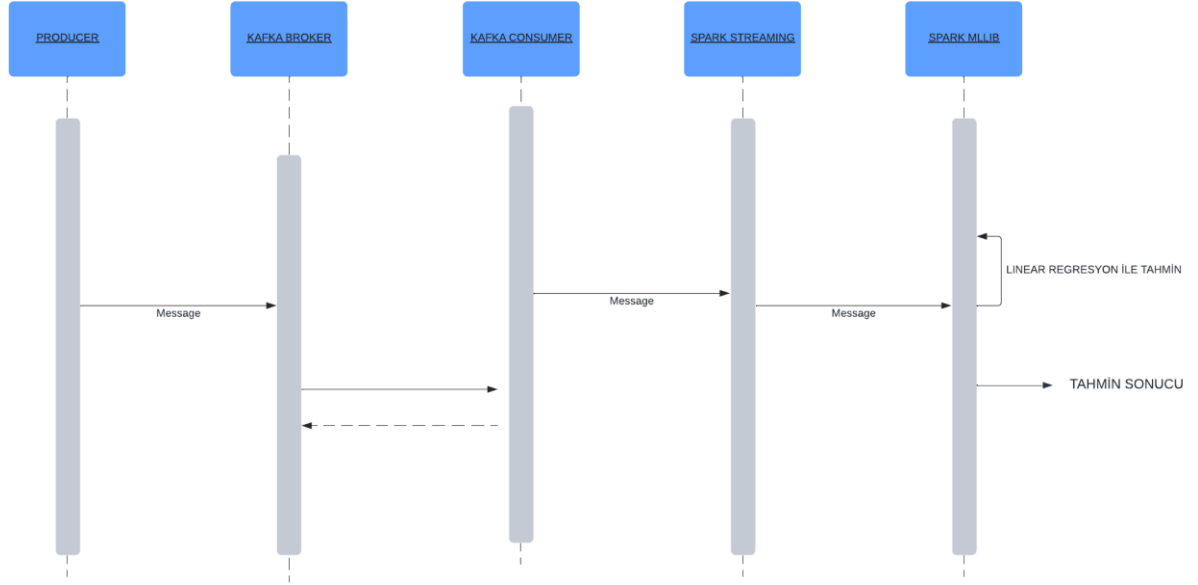 PRODUCER
KAFKA BROKER
KAFKA CONSUMER
SPARK STREAMING
SPARK MLLIB
LINEAR REGRESYON İLE TAHMİN
Message
Message
Message
TAHMİN SONUCU